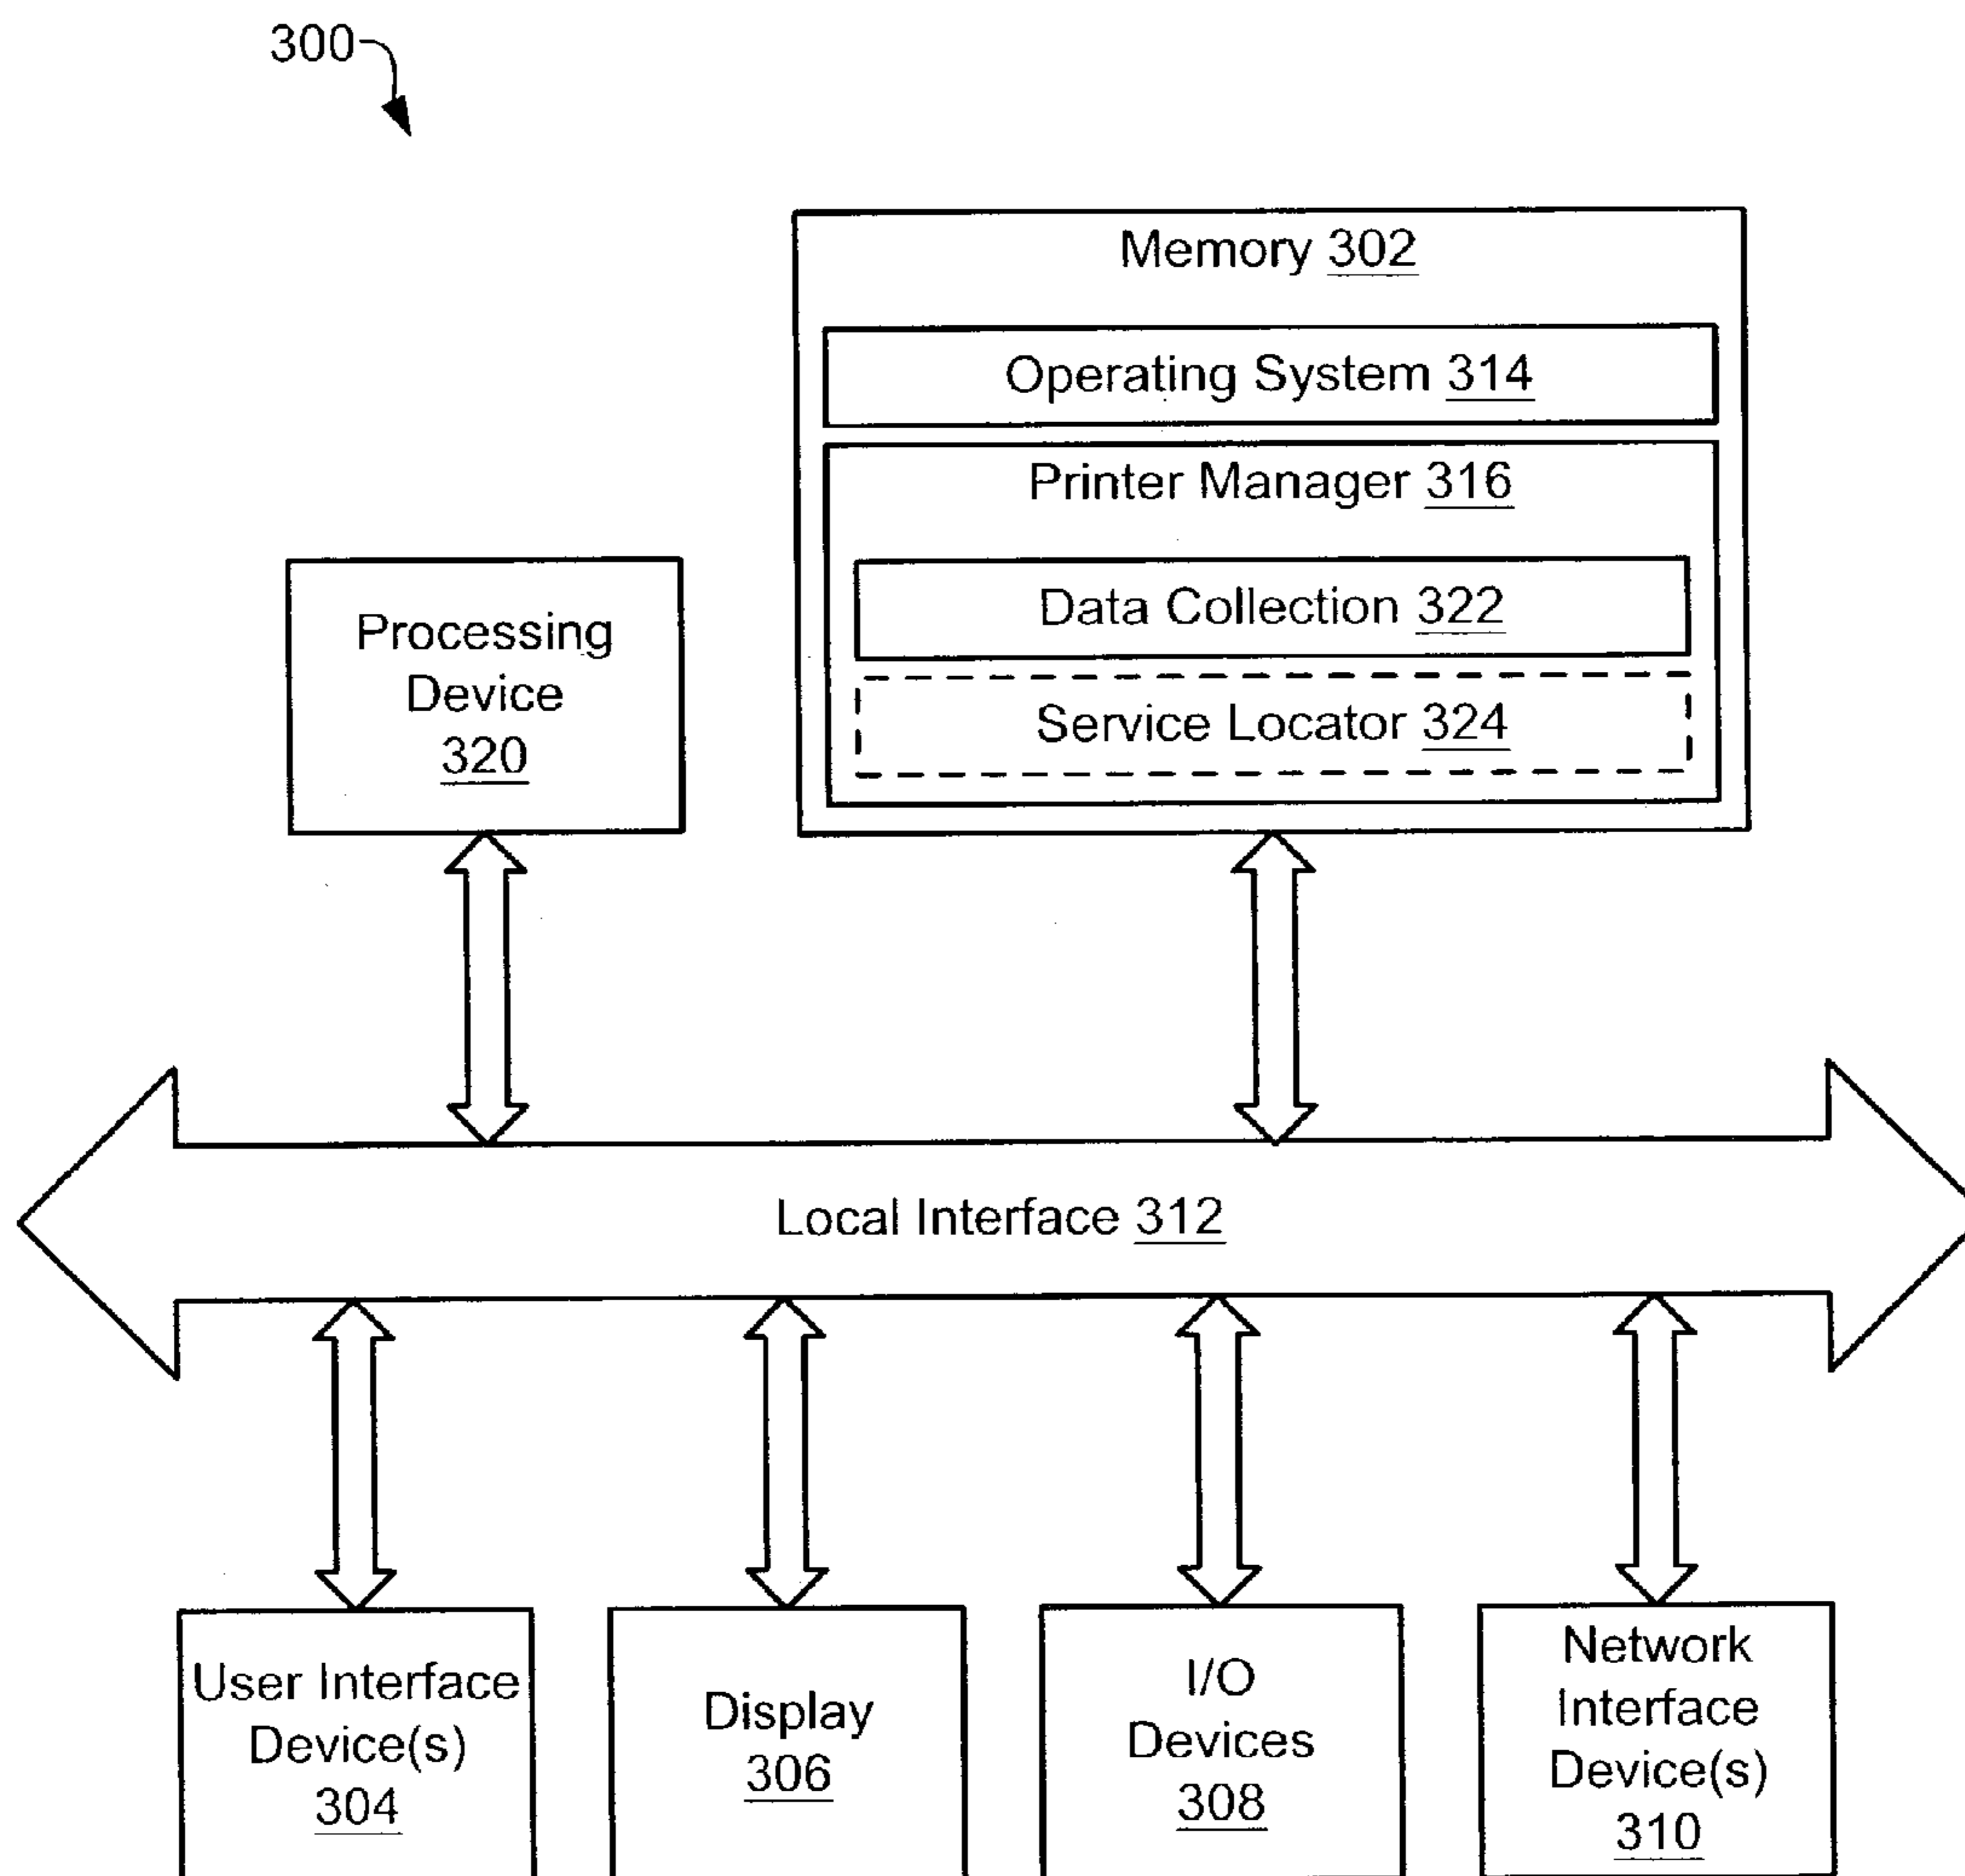 300
Memory 302
Operating System 314
Printer Manager 316
Data Collection 322
Service Locator 324
Processing
Device
320
Local Interface 312
User Interface
Device(s)
304
Display
306
I/O
Devices
308
Network
Interface
Device(s)
310